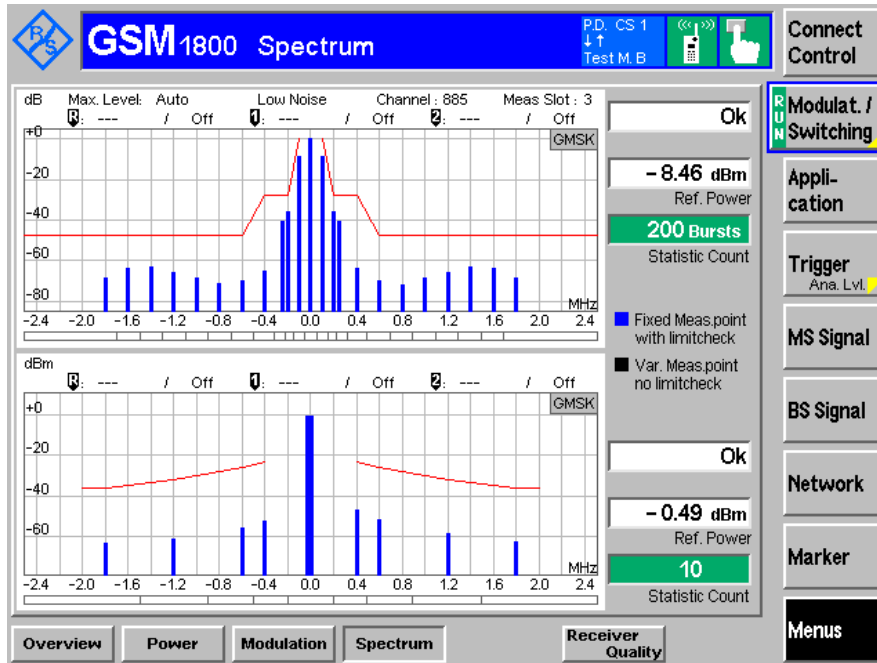 R/S
GSM 1800 Spectrum
P.D. CS 1
↓↑
Test M. B
Connect Control
dB Max. Level: Auto Low Noise Channel : 885 Meas Slot : 3
R: --- / Off 1: --- / Off 2: --- / Off
GMSK
+0
-20
-40
-60
-80
MHz
-2.4 -2.0 -1.6 -1.2 -0.8 -0.4 0.0 0.4 0.8 1.2 1.6 2.0 2.4
Ok
- 8.46 dBm
Ref. Power
200 Bursts
Statistic Count
Fixed Meas.point
with limitcheck
Var. Meas.point
no limitcheck
dBm
R: --- / Off 1: --- / Off 2: --- / Off
GMSK
+0
-20
-40
-60
MHz
-2.4 -2.0 -1.6 -1.2 -0.8 -0.4 0.0 0.4 0.8 1.2 1.6 2.0 2.4
Ok
- 0.49 dBm
Ref. Power
10
Statistic Count
RUN
Modulat. /
Switching
Appli-
cation
Trigger
Ana. Lvl.
MS Signal
BS Signal
Network
Marker
Menus
Overview Power Modulation Spectrum Receiver
Quality